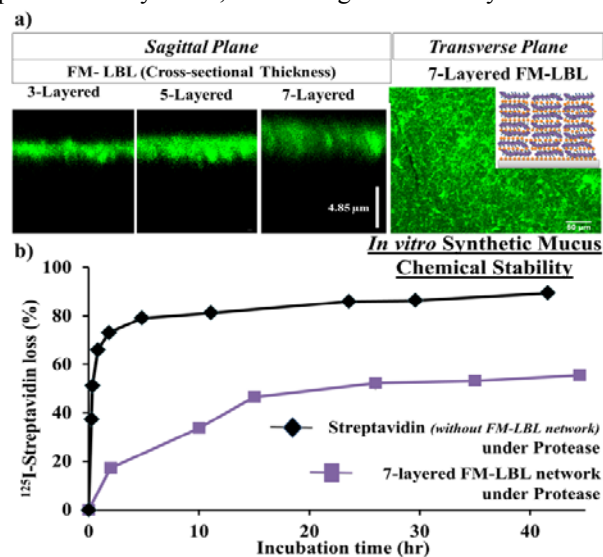 a)
Sagittal Plane
Transverse Plane
FM- LBL (Cross-sectional Thickness)
7-Layered FM-LBL
3-Layered
5-Layered
7-Layered
4.85 μm
b)
In vitro Synthetic Mucus
Chemical Stability
¹²⁵I-Streptavidin loss (%)
100
80
60
40
20
0
Streptavidin (without FM-LBL network)
under Protease
7-layered FM-LBL network
under Protease
0
10
20
30
40
Incubation time (hr)